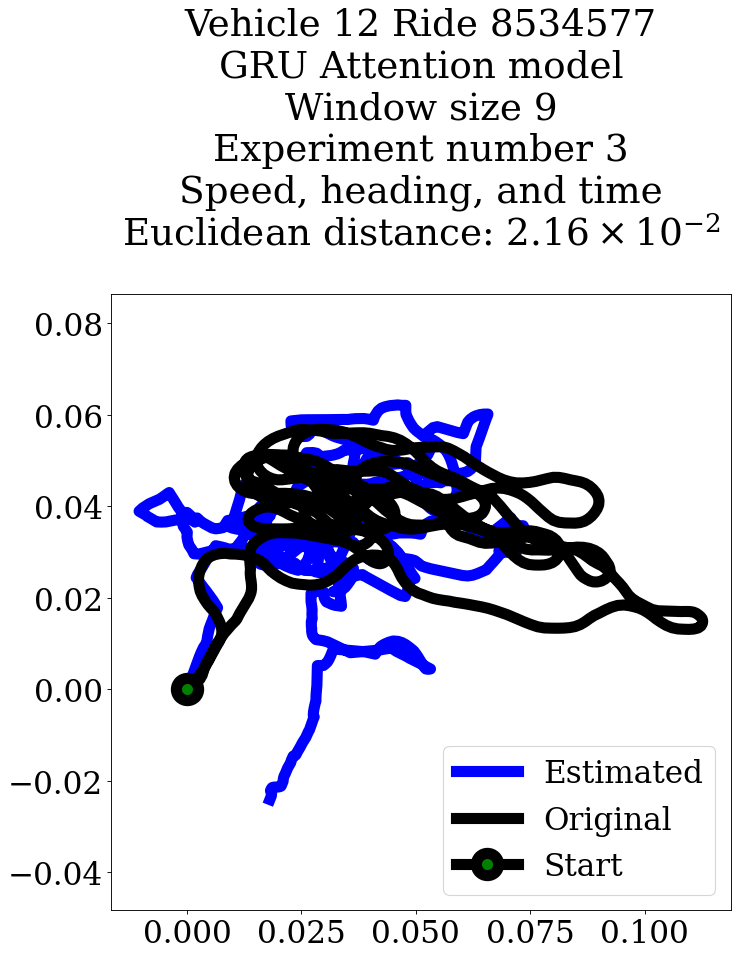 Vehicle 12 Ride 8534577
GRU Attention model
Window size 9
Experiment number 3
Speed, heading, and time
Euclidean distance: 2.16 × 10⁻²
0.08
0.06
0.04
0.02
0.00
−0.02
−0.04
0.000 0.025 0.050 0.075 0.100
Estimated
Original
Start